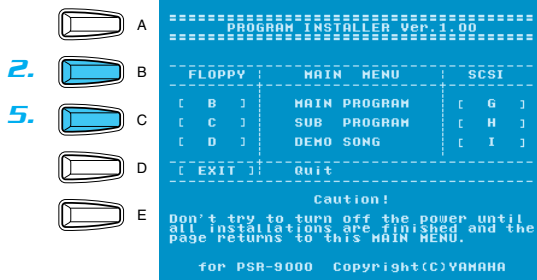 A
2. B
5. C
D
E
PROGRAM INSTALLER Ver.1.00
FLOPPY MAIN MENU SCSI
[ B ] MAIN PROGRAM [ G ]
[ C ] SUB PROGRAM [ H ]
[ D ] DEMO SONG [ I ]
[ EXIT ] Quit
Caution!
Don't try to turn off the power until
all installations are finished and the
page returns to this MAIN MENU.
for PSR-9000 Copyright(C)YAMAHA